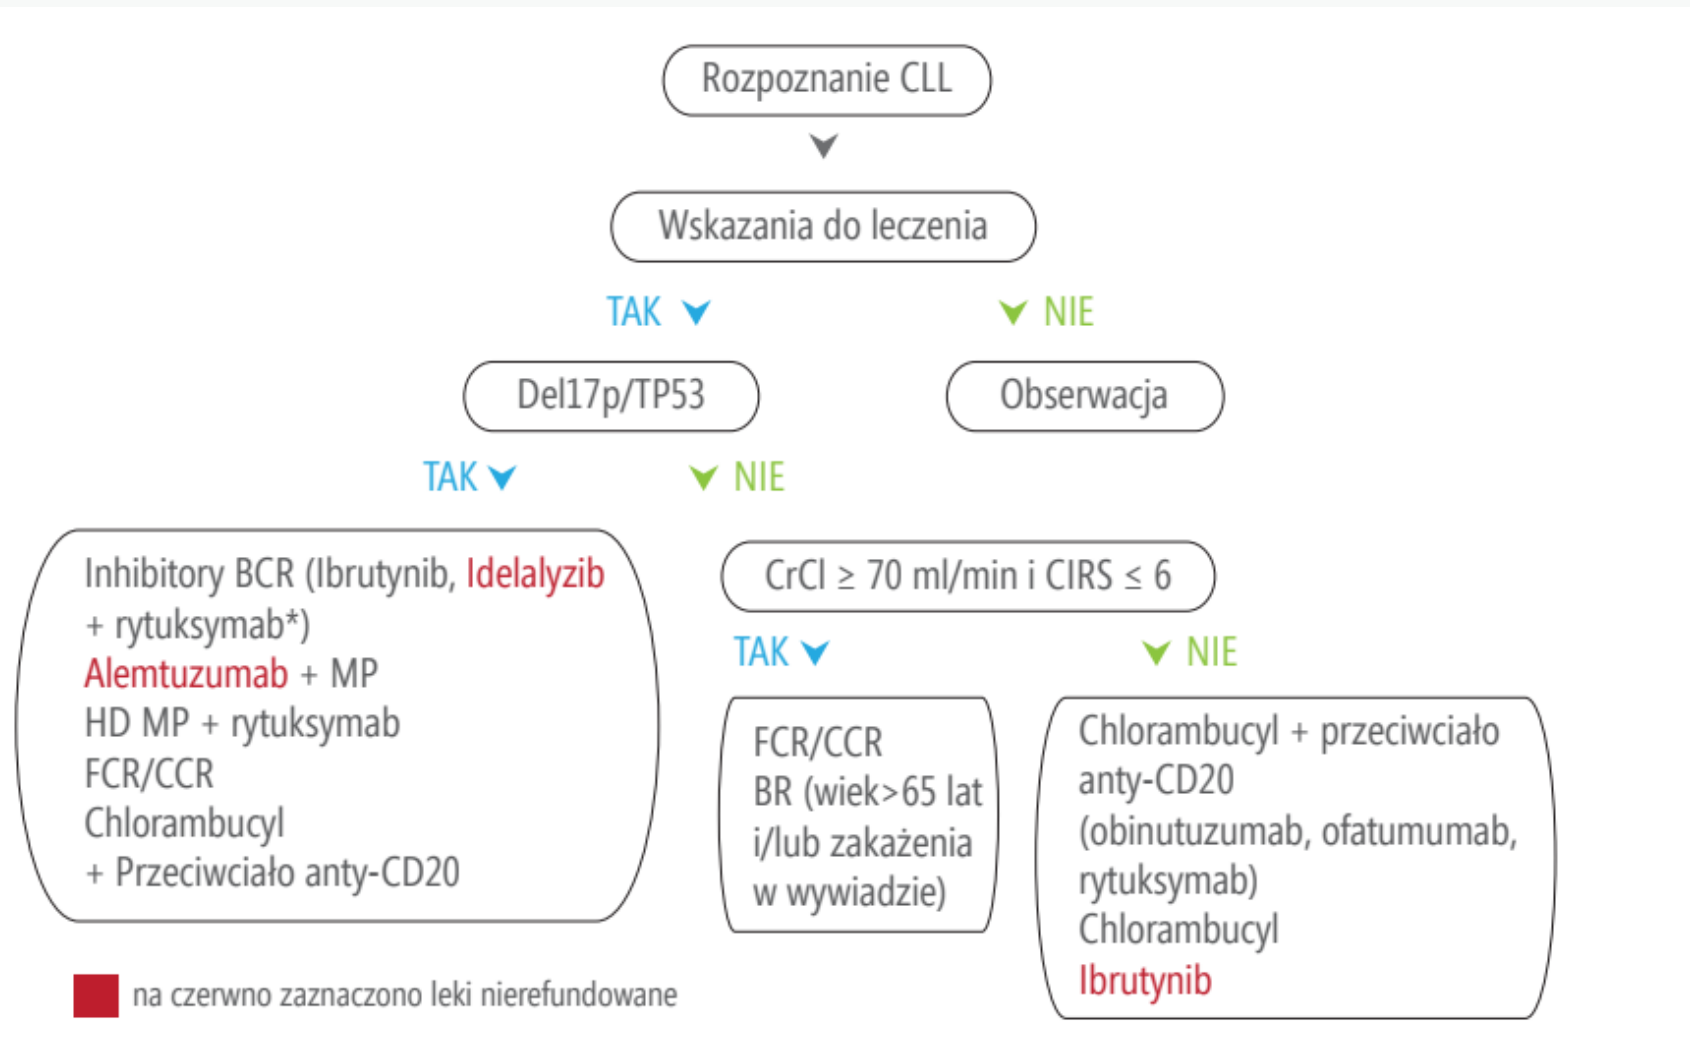 Rozpoznanie CLL
Wskazania do leczenia
TAK
NIE
Del17p/TP53
Obserwacja
TAK
NIE
Inhibitory BCR (Ibrutynib, Idelalyzib
+ rytuksymab*)
Alemtuzumab + MP
HD MP + rytuksymab
FCR/CCR
Chlorambucyl
+ Przeciwciało anty-CD20
CrCl ≥ 70 ml/min i CIRS ≤ 6
TAK
NIE
FCR/CCR
BR (wiek>65 lat
i/lub zakażenia
w wywiadzie)
Chlorambucyl + przeciwciało
anty-CD20
(obinutuzumab, ofatumumab,
rytuksymab)
Chlorambucyl
Ibrutynib
na czerwno zaznaczono leki nierefundowane